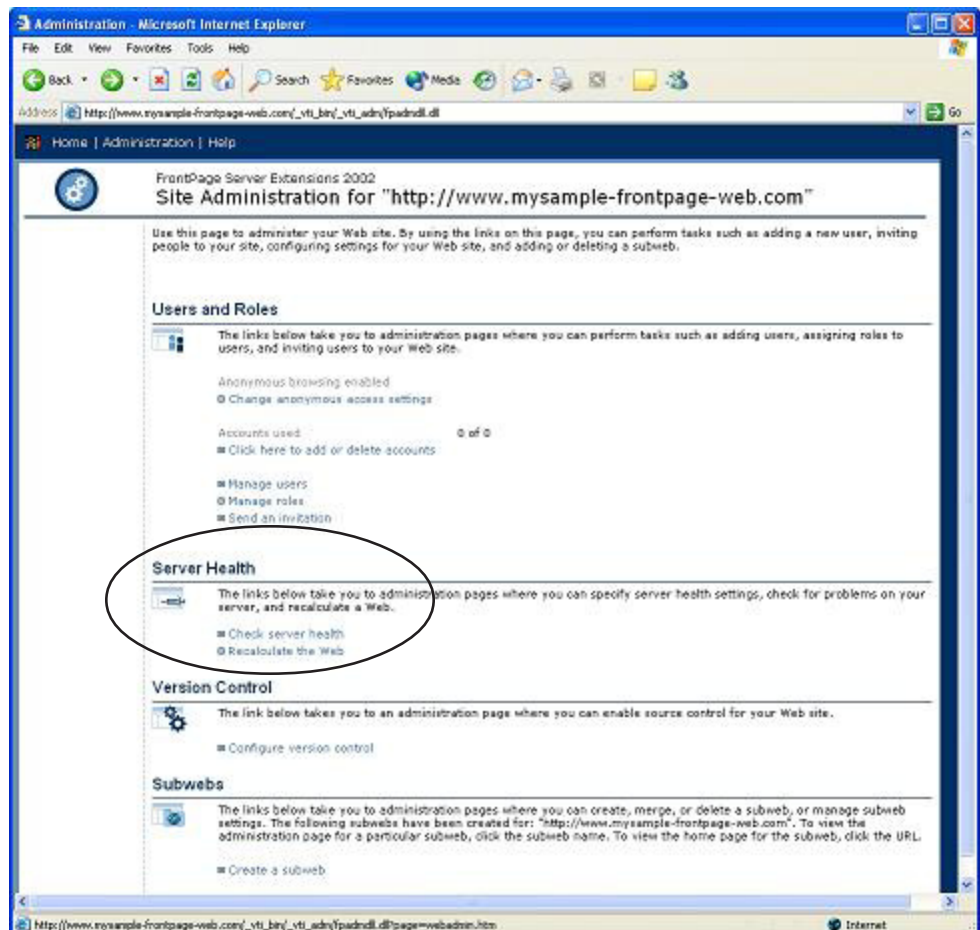 Administration - Microsoft Internet Explorer
File Edit View Favorites Tools Help
Back Search Favorites Media
Address http://www.mysample-frontpage-web.com/_vti_bin/_vti_adm/fpadmdll.dll Go
Home | Administration | Help
FrontPage Server Extensions 2002
Site Administration for "http://www.mysample-frontpage-web.com"
Use this page to administer your Web site. By using the links on this page, you can perform tasks such as adding a new user, inviting
people to your site, configuring settings for your Web site, and adding or deleting a subweb.
Users and Roles
The links below take you to administration pages where you can perform tasks such as adding users, assigning roles to
users, and inviting users to your Web site.
Anonymous browsing enabled
Change anonymous access settings
Accounts used 0 of 0
Click here to add or delete accounts
Manage users
Manage roles
Send an invitation
Server Health
The links below take you to administration pages where you can specify server health settings, check for problems on your
server, and recalculate a Web.
Check server health
Recalculate the Web
Version Control
The link below takes you to an administration page where you can enable source control for your Web site.
Configure version control
Subwebs
The links below take you to administration pages where you can create, merge, or delete a subweb, or manage subweb
settings. The following subwebs have been created for: "http://www.mysample-frontpage-web.com". To view the
administration page for a particular subweb, click the subweb name. To view the home page for the subweb, click the URL.
Create a subweb
http://www.mysample-frontpage-web.com/_vti_bin/_vti_adm/fpadmdll.dll?page=webadmin.htm Internet